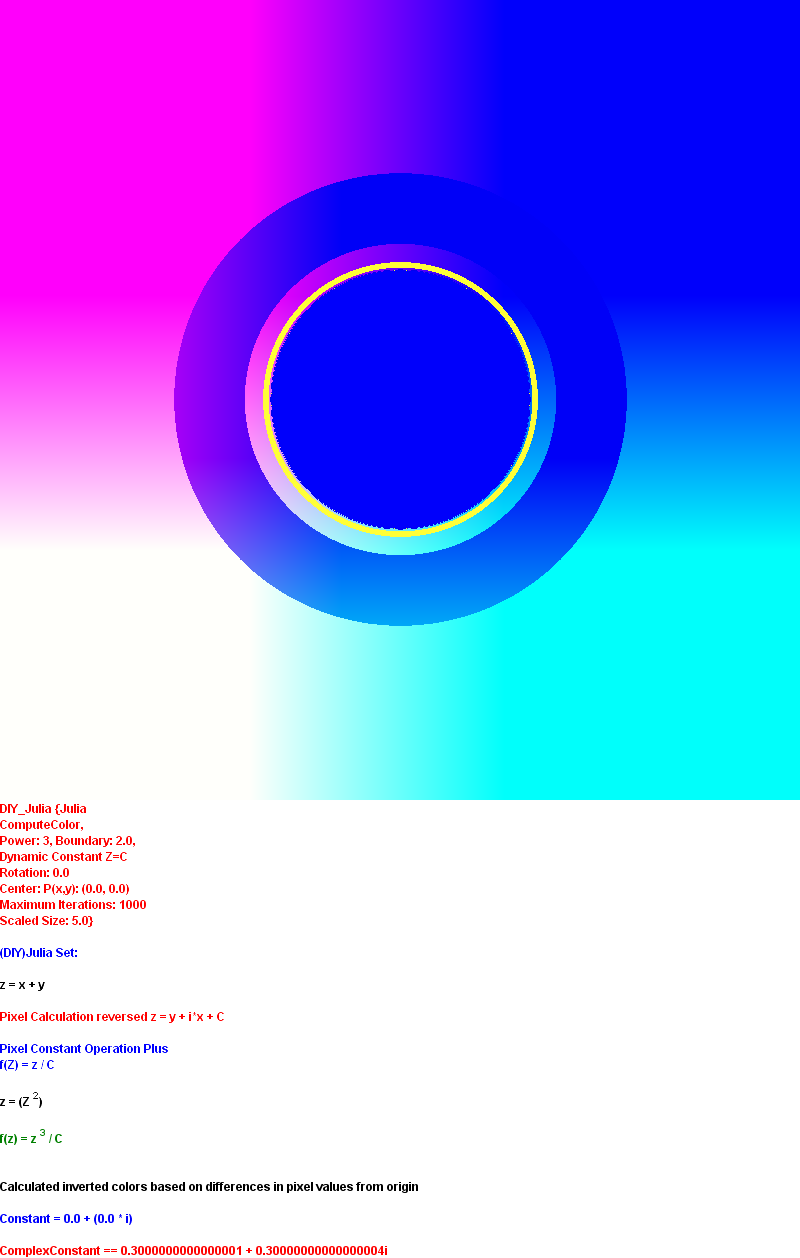 DIY_Julia {Julia
ComputeColor,
Power: 3, Boundary: 2.0,
Dynamic Constant Z=C
Rotation: 0.0
Center: P(x,y): (0.0, 0.0)
Maximum Iterations: 1000
Scaled Size: 5.0}
(DIY)Julia Set:
z = x + y
Pixel Calculation reversed z = y + i*x + C
Pixel Constant Operation Plus
f(Z) = z / C
z = (Z ²)
f(z) = z ³ / C
Calculated inverted colors based on differences in pixel values from origin
Constant = 0.0 + (0.0 * i)
ComplexConstant == 0.3000000000000001 + 0.30000000000000004i